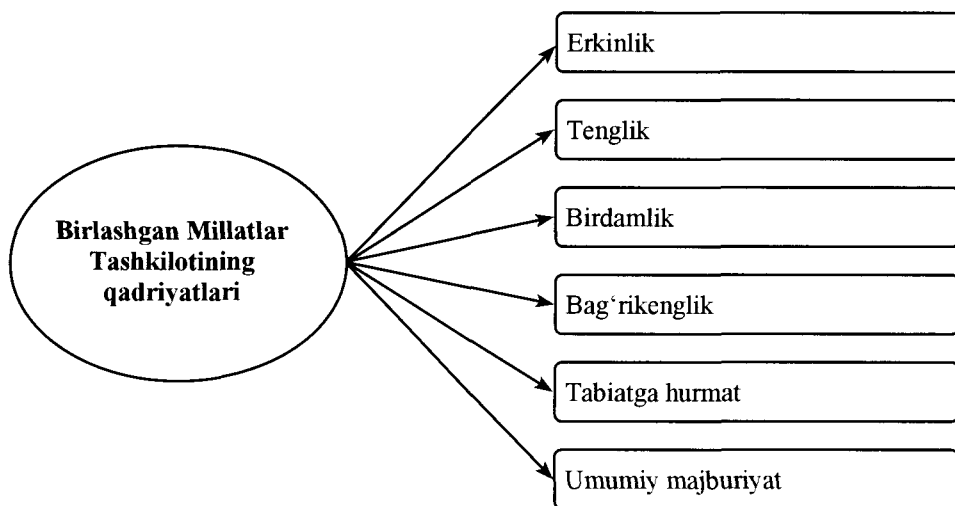 Birlashgan Millatlar
Tashkilotining
qadriyatlari
Erkinlik
Tenglik
Birdamlik
Bag‘rikenglik
Tabiatga hurmat
Umumiy majburiyat